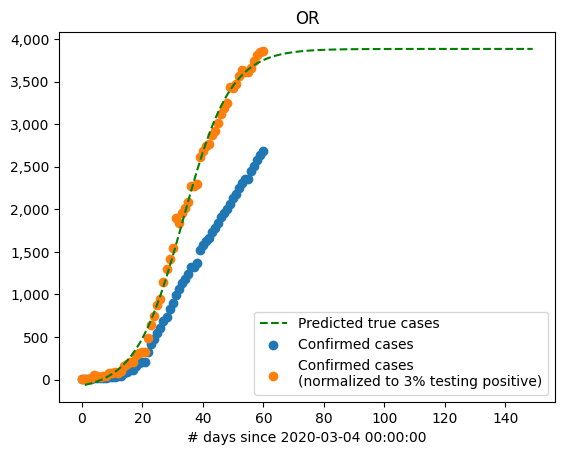 OR
4,000
3,500
3,000
2,500
2,000
1,500
1,000
500
0
Predicted true cases
Confirmed cases
Confirmed cases
(normalized to 3% testing positive)
0 20 40 60 80 100 120 140
# days since 2020-03-04 00:00:00